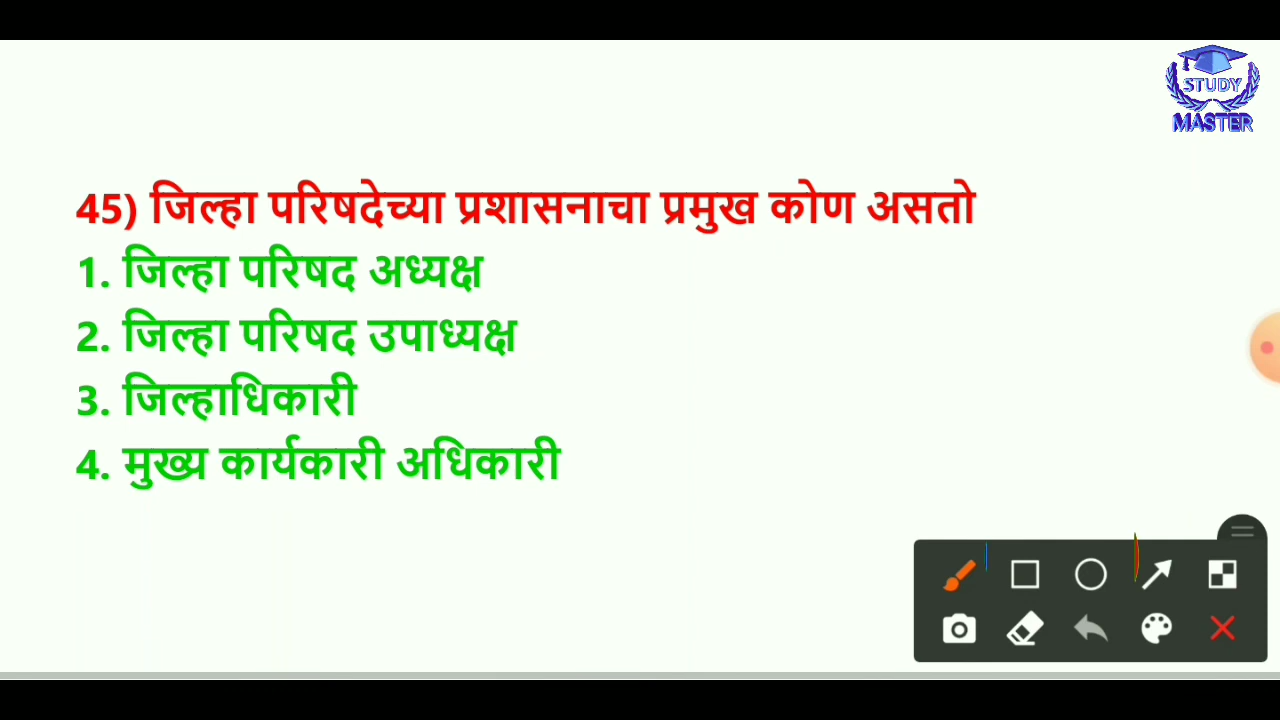 STUDY
MASTER
45) जिल्हा परिषदेच्या प्रशासनाचा प्रमुख कोण असतो
1. जिल्हा परिषद अध्यक्ष
2. जिल्हा परिषद उपाध्यक्ष
3. जिल्हाधिकारी
4. मुख्य कार्यकारी अधिकारी